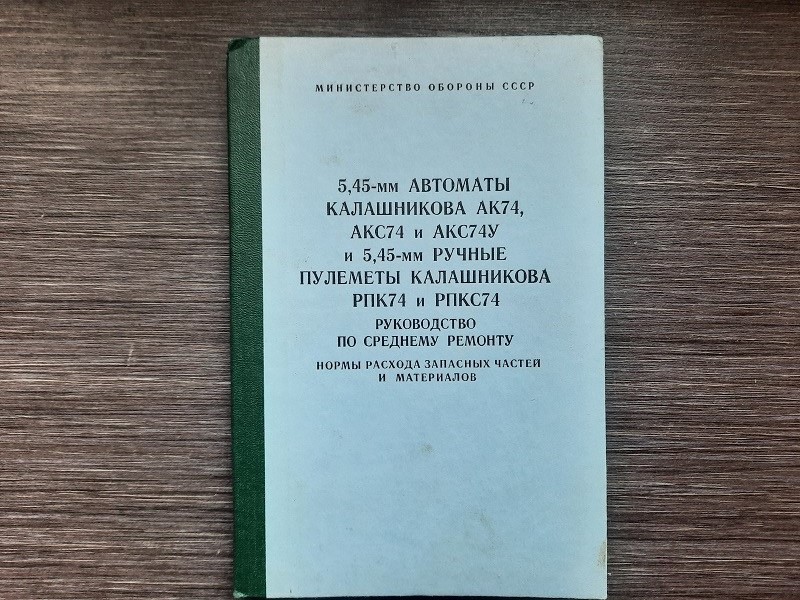 МИНИСТЕРСТВО ОБОРОНЫ СССР
5,45-мм АВТОМАТЫ
КАЛАШНИКОВА АК74,
АКС74 и АКС74У
и 5,45-мм РУЧНЫЕ
ПУЛЕМЕТЫ КАЛАШНИКОВА
РПК74 и РПКС74
РУКОВОДСТВО
ПО СРЕДНЕМУ РЕМОНТУ
НОРМЫ РАСХОДА ЗАПАСНЫХ ЧАСТЕЙ
И МАТЕРИАЛОВ